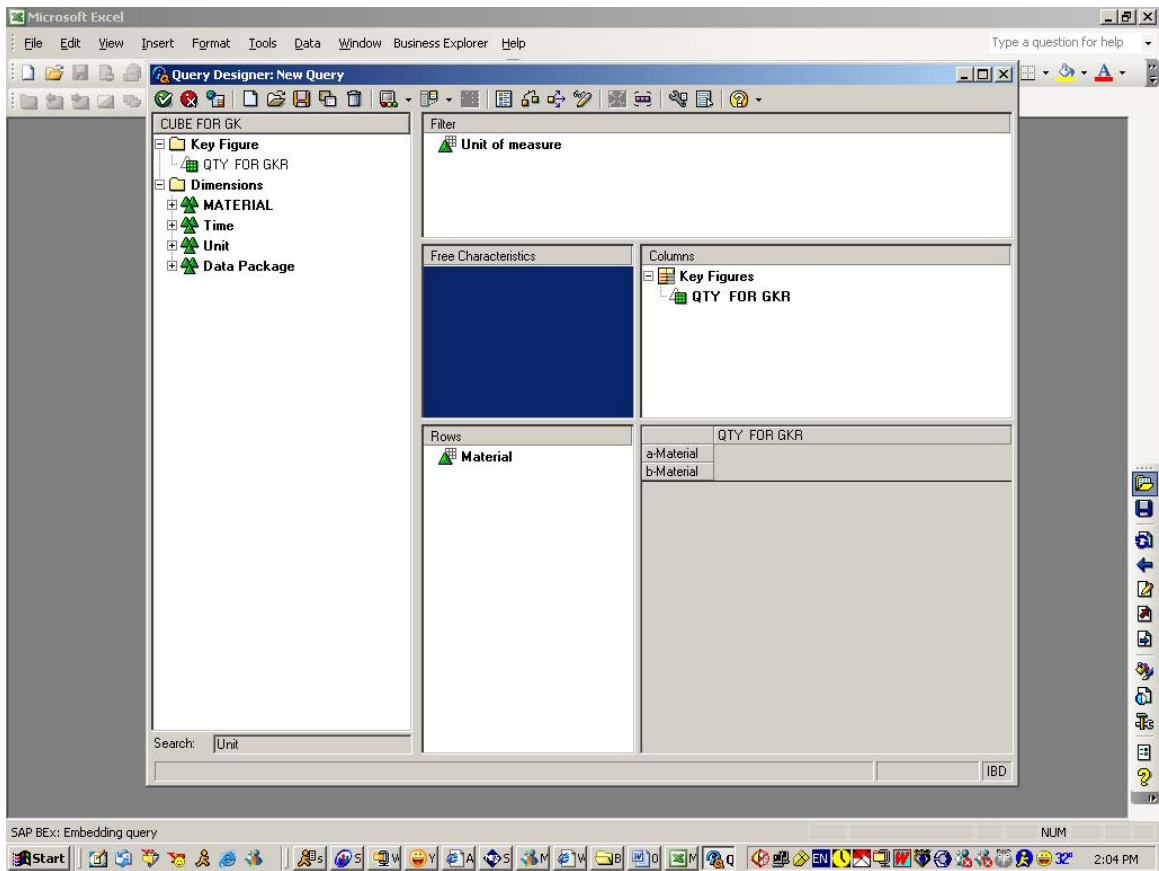 Microsoft Excel
File Edit View Insert Format Tools Data Window Business Explorer Help
Type a question for help
Query Designer: New Query
CUBE FOR GK
Key Figure
QTY FOR GKR
Dimensions
MATERIAL
Time
Unit
Data Package
Search: Unit
Filter
Unit of measure
Free Characteristics
Columns
Key Figures
QTY FOR GKR
Rows
Material
QTY FOR GKR
a-Material
b-Material
IBD
SAP BEx: Embedding query
NUM
Start
s S W Y A S M W B O M Q EN 32° 2:04 PM